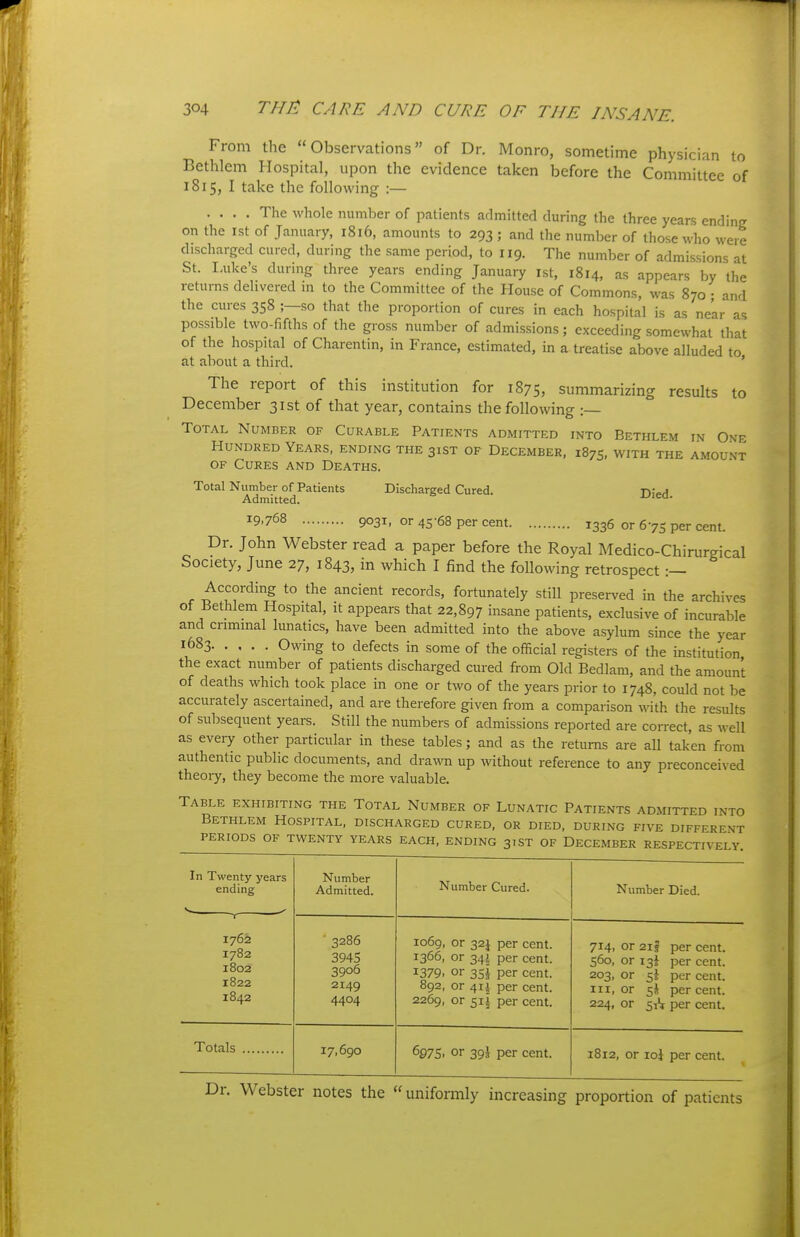 304 THE CARE AND CURE OF THE INSANE.
From the "Observations" of Dr. Monro, sometime physician to
Bethlem Hospital, upon the evidence taken before the Committee of
1815, I take the following :—
. . . . The whole number of patients admitted during the three years ending
on the 1st of January, 1816, amounts to 293 ; and the number of those who were
discharged cured, during the same period, to 119. The number of admissions at
St. Luke's during three years ending January 1st, 1814, as appears by the
returns delivered in to the Committee of the House of Commons, was 870 ; and
the cures 358 ;—so that the proportion of cures in each hospital is as near as
possible two-fifths of the gross number of admissions ; exceeding somewhat that
of the hospital of Charentin, in France, estimated, in a treatise above alluded to,
at about a third.
The report of this institution for 1875, summarizing results to
December 31st of that year, contains the following :—
TOTAL NUMBER OF CURABLE PATIENTS ADMITTED INTO BETHLEM IN ONE
HUNDRED YEARS, ENDING THE 31ST OF DECEMBER, 1875, WITH THE AMOUNT
OF CURES AND DEATHS.
Total Number of Patients Admitted. Discharged Cured. Died.
19,768 ......... 9031, or 45·68 per cent. ......... 1336 or 6·75 per cent.
Dr. John Webster read a paper before the Royal Medico-Chirurgical
Society, June 27, 1843, in which I find the following retrospect :—
According to the ancient records, fortunately still preserved in the archives
of Bethlem Hospital, it appears that 22,897 insane patients, exclusive of incurable
and criminal lunatics, have been admitted into the above asylum since the year
1683. . . . . Owing to defects in some of the official registers of the institution,
the exact number of patients discharged cured from Old Bedlam, and the amount
of deaths which took place in one or two of the years prior to 1748, could not be
accurately ascertained, and are therefore given from a comparison with the results
of subsequent years. Still the numbers of admissions reported are correct, as well
as every other particular in these tables ; and as the returns are all taken from
authentic public documents, and drawn up without reference to any preconceived
theory, they become the more valuable.
TABLE EXHIBITING THE TOTAL NUMBER OF LUNATIC PATIENTS ADMITTED INTO
BETHLEM HOSPITAL, DISCHARGED CURED, OR DIED, DURING FIVE DIFFERENT
PERIODS OF TWENTY YEARS EACH, ENDING 31ST OF DECEMBER RESPECTIVELY.
In Twenty years ending Number Admitted. Number Cured. Number Died.
1762 3286 1069, or 32½ per cent. 714, or per cent.
1782 3945 1366, or 34½ per cent. 560, or per cent.
1802 3906 1379, or per cent. 203, or per cent.
1822 2149 892, or 41½ per cent. 111, or per cent.
1842 4404 2269, or 51½ per cent. 224, or per cent.
Totals ......... 17,690 6975, or per cent. 1812, or per cent.
Dr. Webster notes the "uniformly increasing proportion of patients